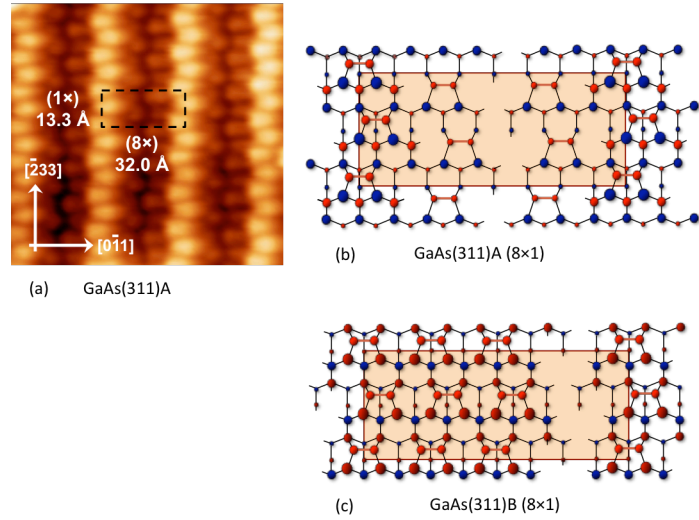 (1×)
13.3 Å
(8×)
32.0 Å
[2̄33]
[01̄1]
(a) GaAs(311)A
(b) GaAs(311)A (8×1)
(c) GaAs(311)B (8×1)